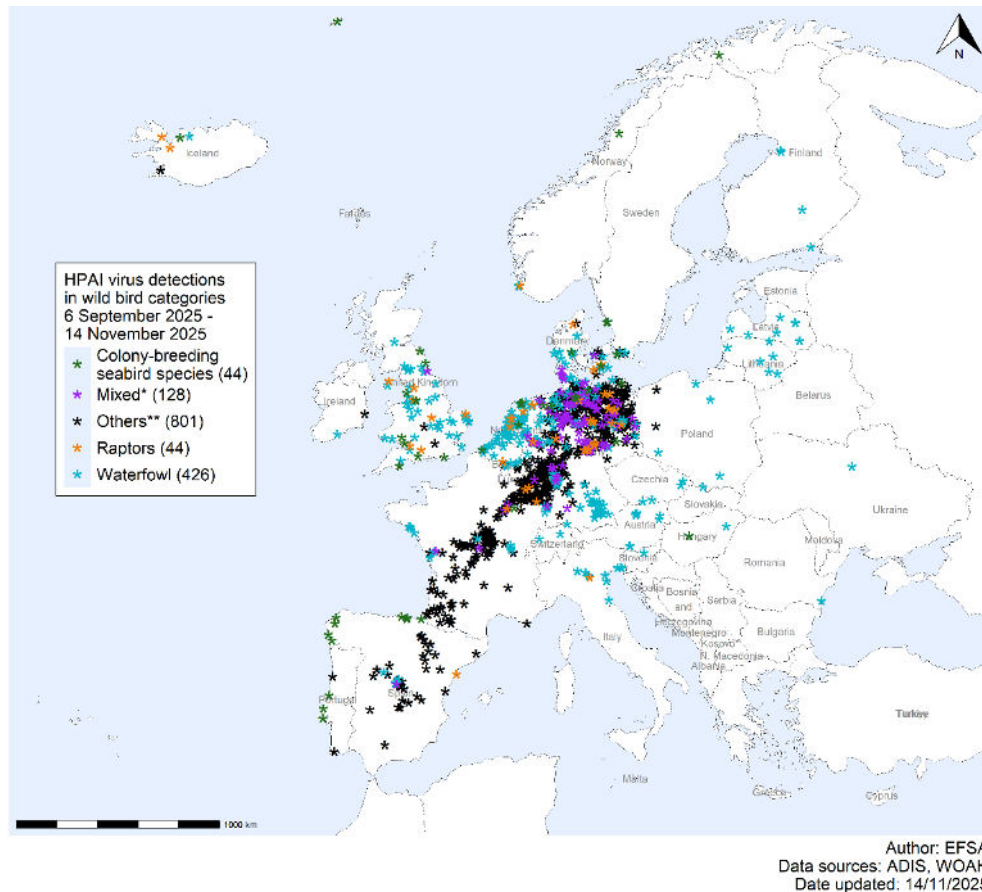 N
Iceland
Faroes
Norway
Sweden
Finland
HPAI virus detections
in wild bird categories
6 September 2025 -
14 November 2025
Colony-breeding
seabird species (44)
Mixed* (128)
Others** (801)
Raptors (44)
Waterfowl (426)
Estonia
Latvia
Lithuania
Denmark
United Kingdom
Ireland
Belarus
Poland
Czechia
Slovakia
Ukraine
Austria
Hungary
Moldova
Switzerland
Slovenia
Romania
Croatia
Bosnia
and
Herzegovina
Serbia
Montenegro
Kosovo*
Bulgaria
N. Macedonia
Albania
Italy
Portugal
Spain
Türkiye
Malta
Greece
Cyprus
1000 km
Author: EFSA
Data sources: ADIS, WOAH
Date updated: 14/11/2025